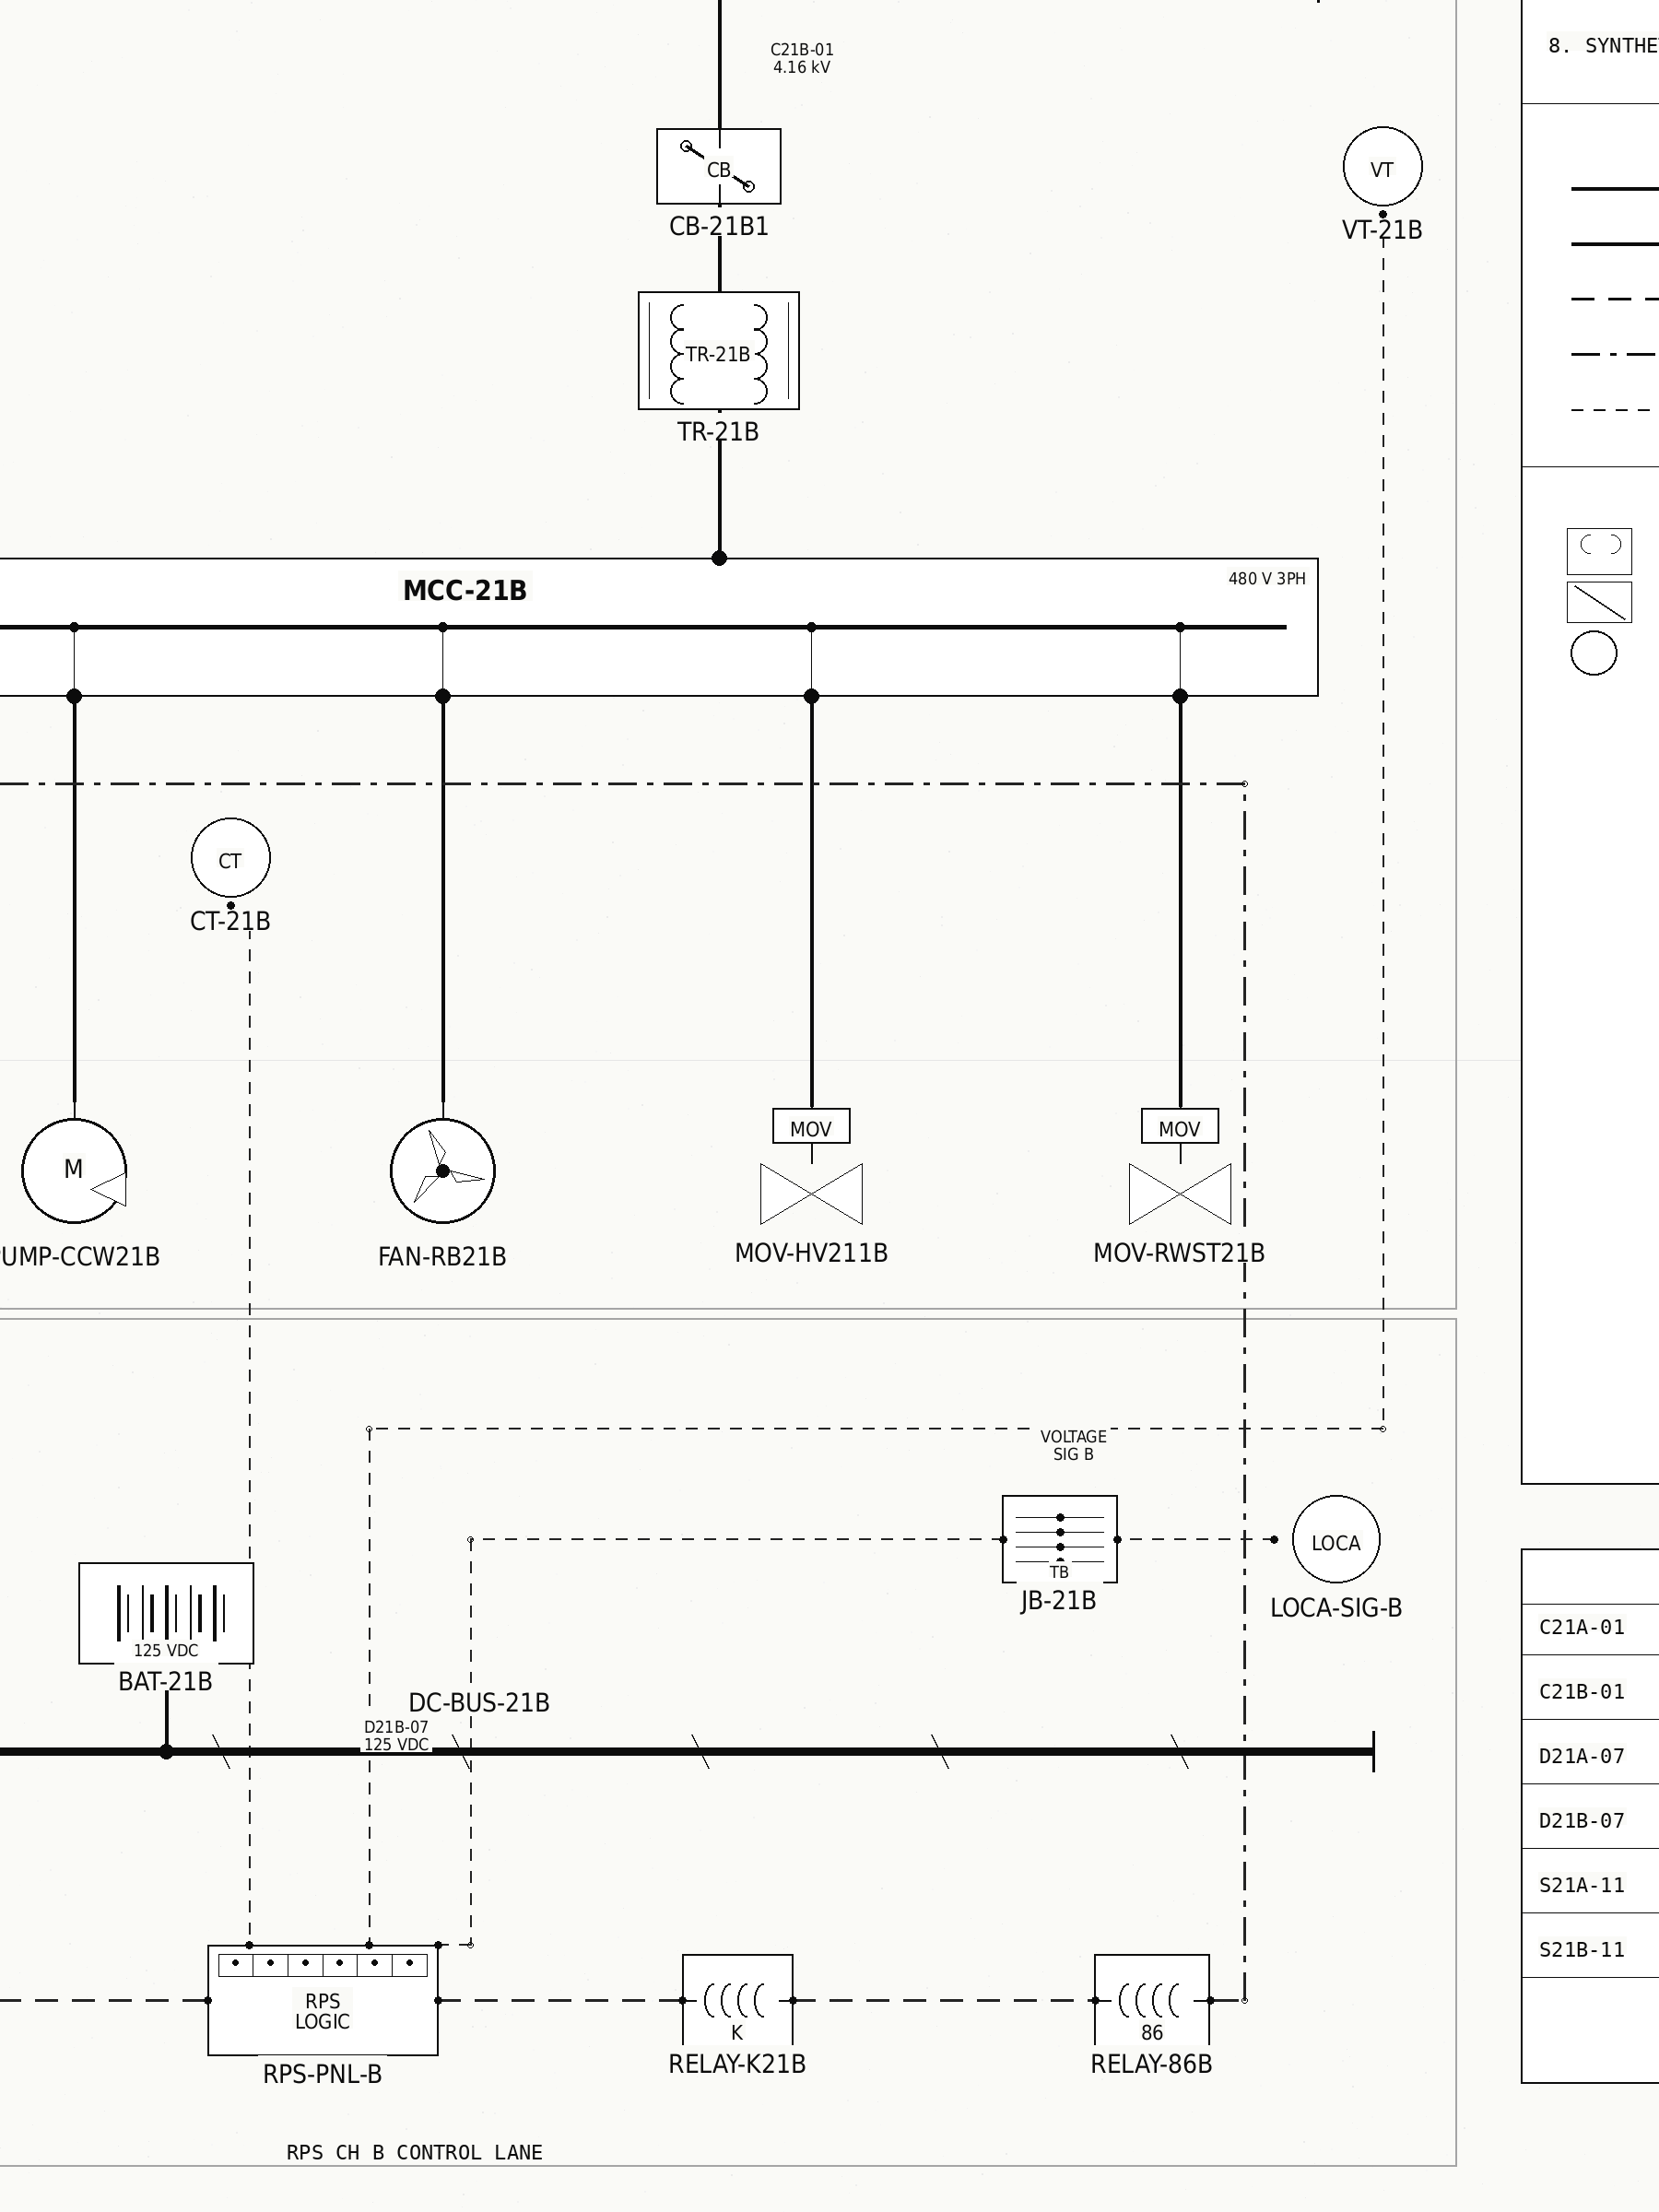 C21B-01
4.16 kV
CB
CB-21B1
VT
VT-21B
TR-21B
TR-21B
MCC-21B
480 V 3PH
CT
CT-21B
M
UMP-CCW21B
FAN-RB21B
MOV
MOV-HV211B
MOV
MOV-RWST21B
VOLTAGE
SIG B
TB
JB-21B
LOCA
LOCA-SIG-B
125 VDC
BAT-21B
DC-BUS-21B
D21B-07
125 VDC
RPS
LOGIC
RPS-PNL-B
K
RELAY-K21B
86
RELAY-86B
RPS CH B CONTROL LANE
8. SYNTHE
C21A-01
C21B-01
D21A-07
D21B-07
S21A-11
S21B-11